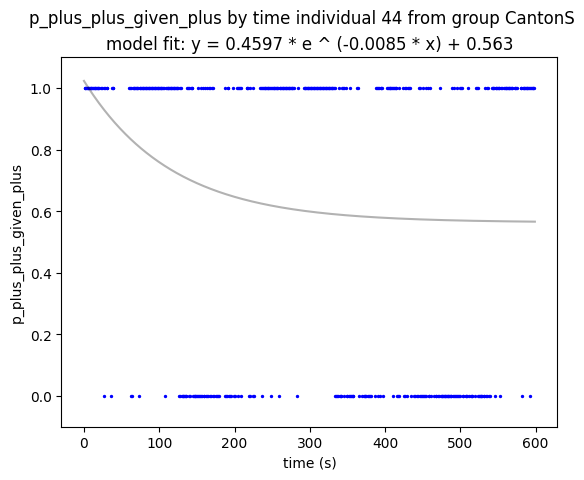 p_plus_plus_given_plus by time individual 44 from group CantonS
model fit: y = 0.4597 * e ^ (-0.0085 * x) + 0.563
p_plus_plus_given_plus
1.0
0.8
0.6
0.4
0.2
0.0
0 100 200 300 400 500 600
time (s)